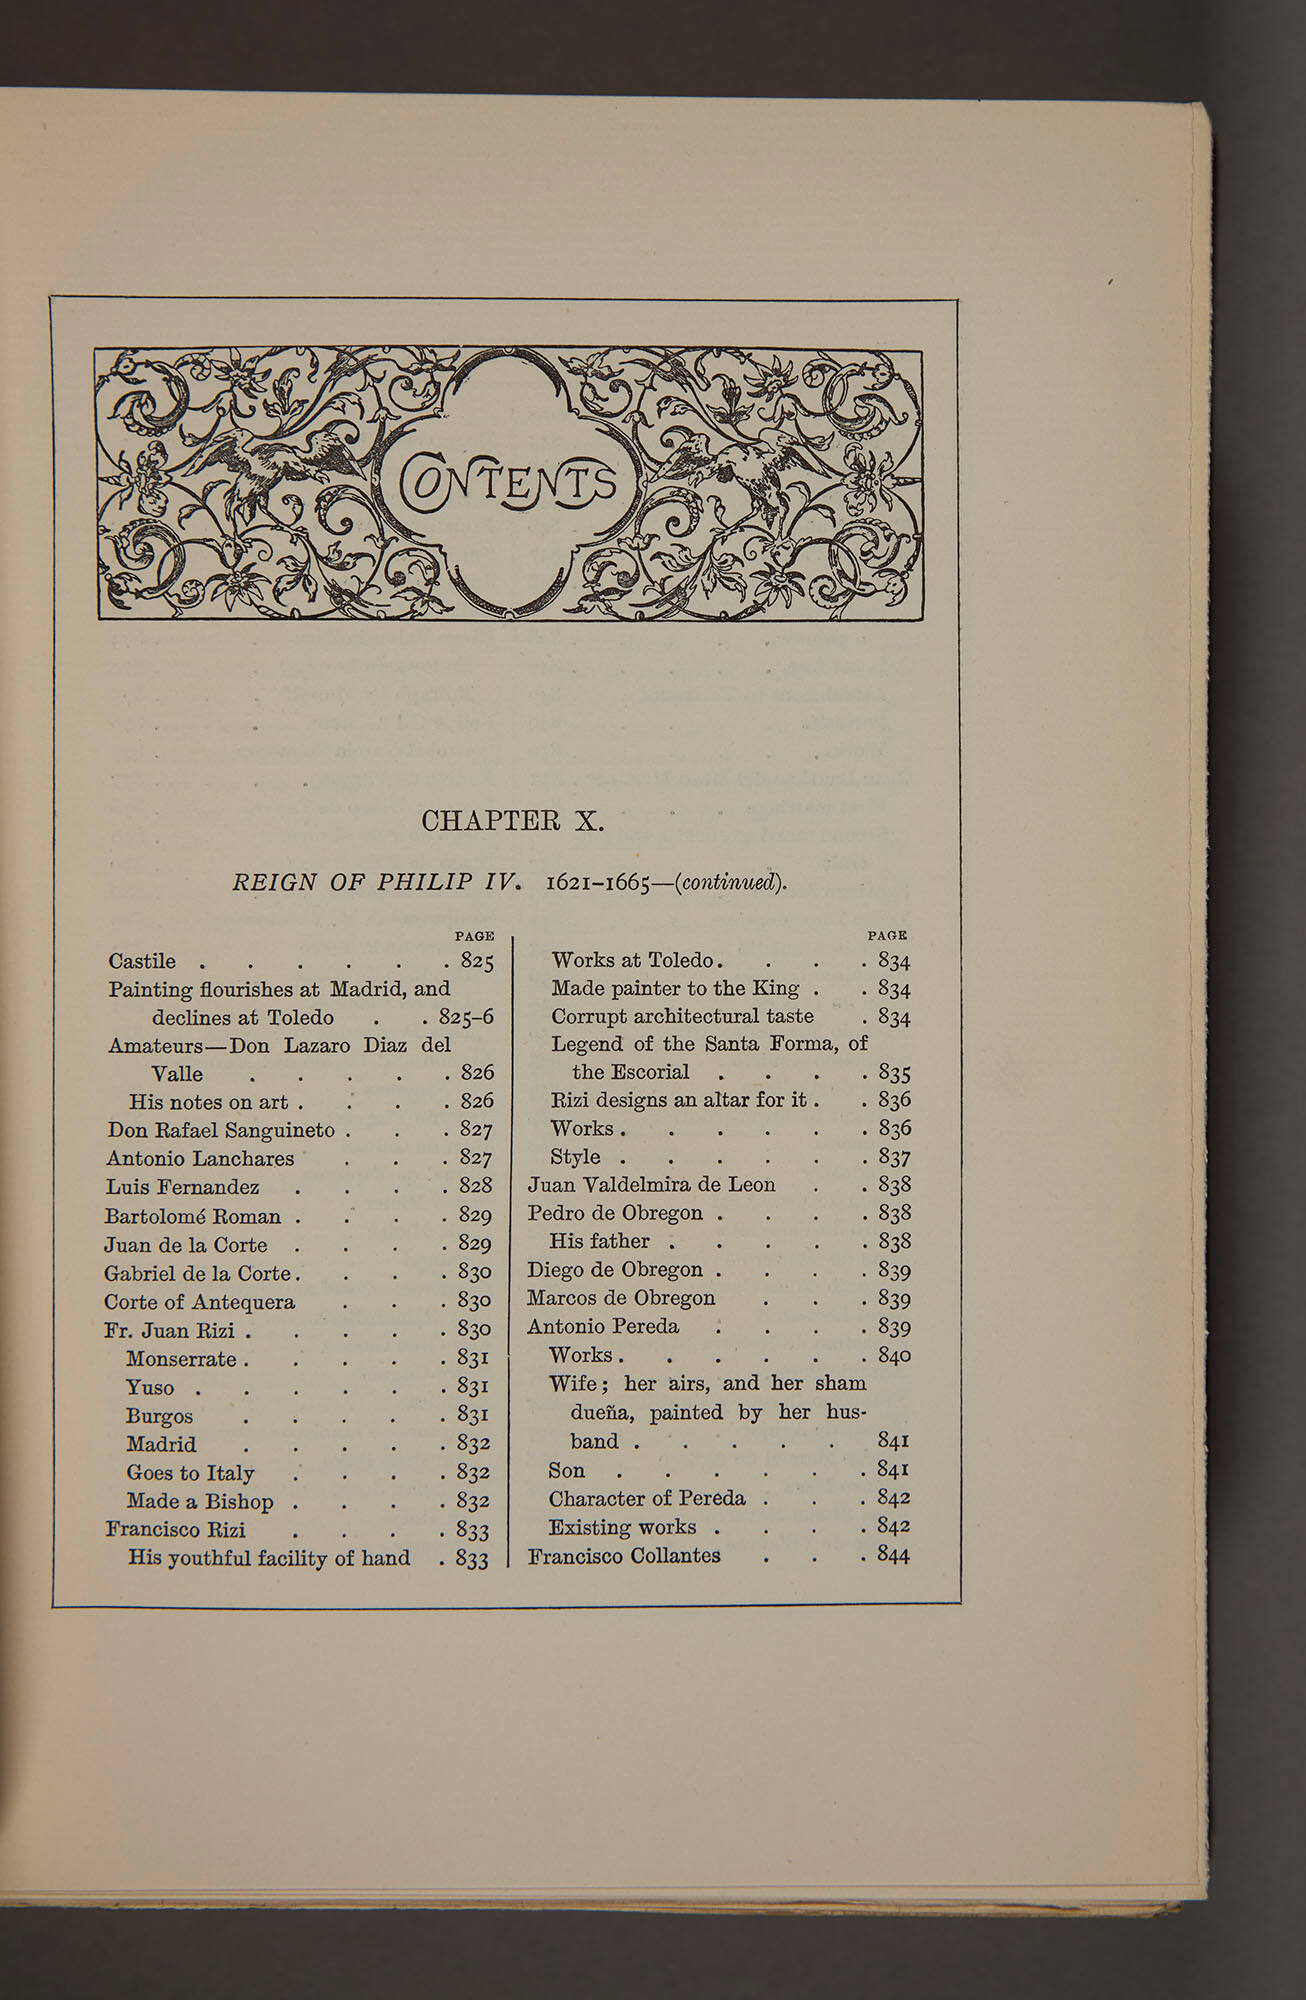 CONTENTS
CHAPTER X.
REIGN OF PHILIP IV. 1621–1665—(continued).
PAGE
Castile . . . . . . 825
Painting flourishes at Madrid, and
declines at Toledo . . 825–6
Amateurs—Don Lazaro Diaz del
Valle . . . . . 826
His notes on art . . . . 826
Don Rafael Sanguineto . . . 827
Antonio Lanchares . . . 827
Luis Fernandez . . . . 828
Bartolomé Roman . . . . 829
Juan de la Corte . . . . 829
Gabriel de la Corte . . . . 830
Corte of Antequera . . . 830
Fr. Juan Rizi . . . . . 830
Monserrate . . . . . 831
Yuso . . . . . . 831
Burgos . . . . . 831
Madrid . . . . . 832
Goes to Italy . . . . 832
Made a Bishop . . . . 832
Francisco Rizi . . . . 833
His youthful facility of hand . 833
PAGE
Works at Toledo . . . . 834
Made painter to the King . . 834
Corrupt architectural taste . 834
Legend of the Santa Forma, of
the Escorial . . . . 835
Rizi designs an altar for it . . 836
Works . . . . . . 836
Style . . . . . . 837
Juan Valdelmira de Leon . . 838
Pedro de Obregon . . . . 838
His father . . . . . 838
Diego de Obregon . . . . 839
Marcos de Obregon . . . 839
Antonio Pereda . . . . 839
Works . . . . . . 840
Wife; her airs, and her sham
dueña, painted by her hus-
band . . . . . 841
Son . . . . . . 841
Character of Pereda . . . 842
Existing works . . . . 842
Francisco Collantes . . . 844